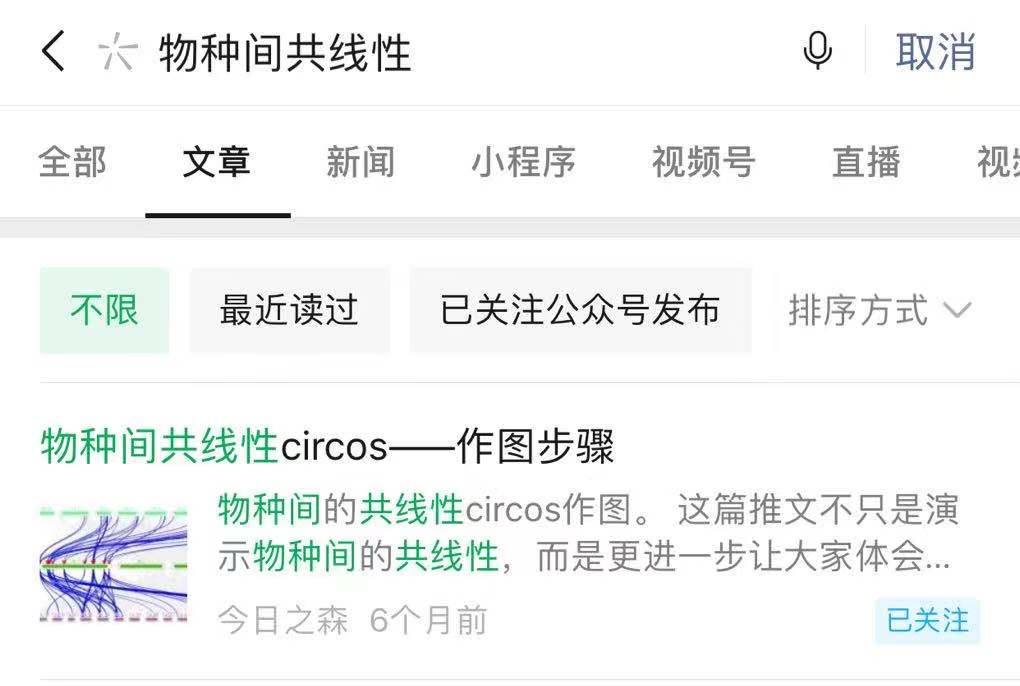 物种间共线性 取消
全部 文章 新闻 小程序 视频号 直播 视
不限 最近读过 已关注公众号发布 排序方式
物种间共线性circos——作图步骤
物种间的共线性circos作图。 这篇推文不只是演
示物种间的共线性，而是更进一步让大家体会...
今日之森 6个月前 已关注